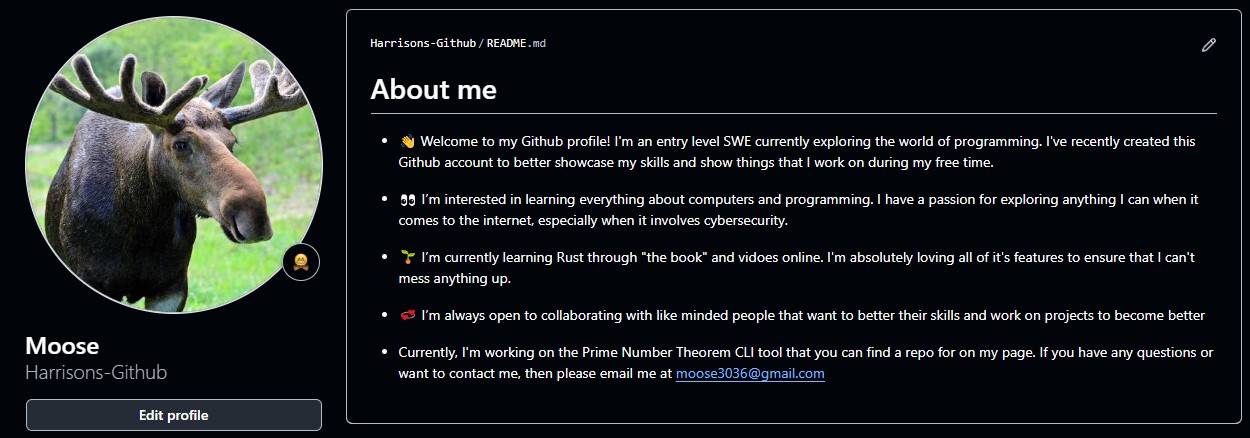 Harrisons-Github / README.md
About me
👋 Welcome to my Github profile! I'm an entry level SWE currently exploring the world of programming. I've recently created this
Github account to better showcase my skills and show things that I work on during my free time.
👀 I’m interested in learning everything about computers and programming. I have a passion for exploring anything I can when it
comes to the internet, especially when it involves cybersecurity.
🌱 I’m currently learning Rust through "the book" and vidoes online. I'm absolutely loving all of it's features to ensure that I can't
mess anything up.
💞 I’m always open to collaborating with like minded people that want to better their skills and work on projects to become better
Currently, I'm working on the Prime Number Theorem CLI tool that you can find a repo for on my page. If you have any questions or
want to contact me, then please email me at moose3036@gmail.com
Moose
Harrisons-Github
Edit profile